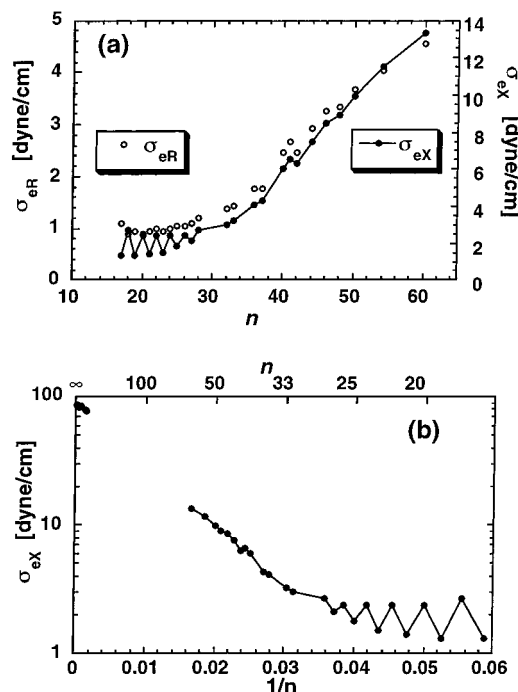 (a)
5
4
3
2
1
0
σeR [dyne/cm]
14
12
10
8
6
4
2
0
σeX [dyne/cm]
σeR
σeX
10 20 30 40 50 60
n
n
∞ 100 50 33 25 20
(b)
100
10
1
σeX [dyne/cm]
0 0.01 0.02 0.03 0.04 0.05 0.06
1/n